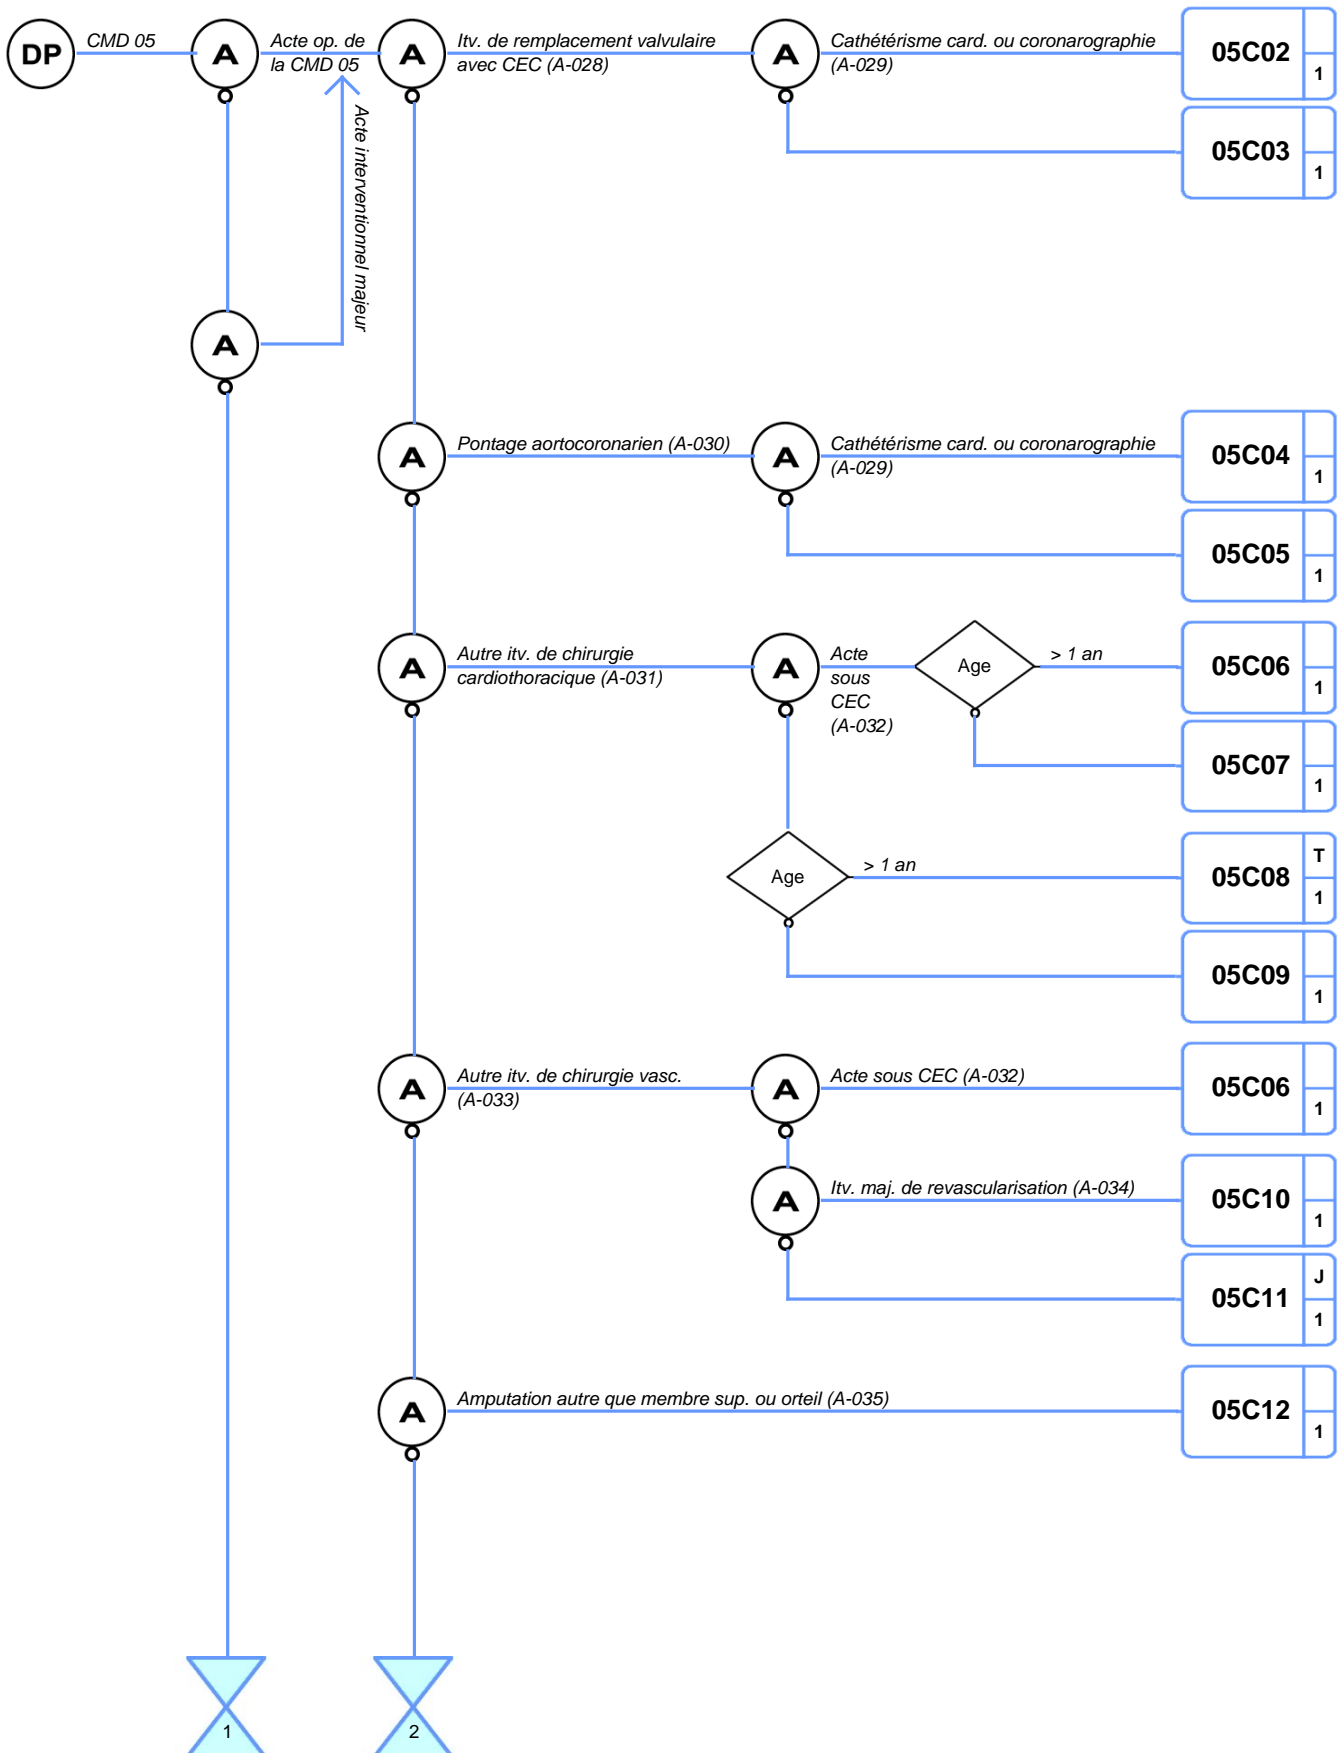 DP
CMD 05
A
Acte op. de
la CMD 05
A
Itv. de remplacement valvulaire
avec CEC (A-028)
A
Cathétérisme card. ou coronarographie
(A-029)
05C02
1
05C03
1
Acte interventionnel majeur
A
A
Pontage aortocoronarien (A-030)
A
Cathétérisme card. ou coronarographie
(A-029)
05C04
1
05C05
1
A
Autre itv. de chirurgie
cardiothoracique (A-031)
A
Acte
sous
CEC
(A-032)
Age
> 1 an
05C06
1
05C07
1
Age
> 1 an
05C08
T
1
05C09
1
A
Autre itv. de chirurgie vasc.
(A-033)
A
Acte sous CEC (A-032)
05C06
1
A
Itv. maj. de revascularisation (A-034)
05C10
1
05C11
J
1
A
Amputation autre que membre sup. ou orteil (A-035)
05C12
1
1
2